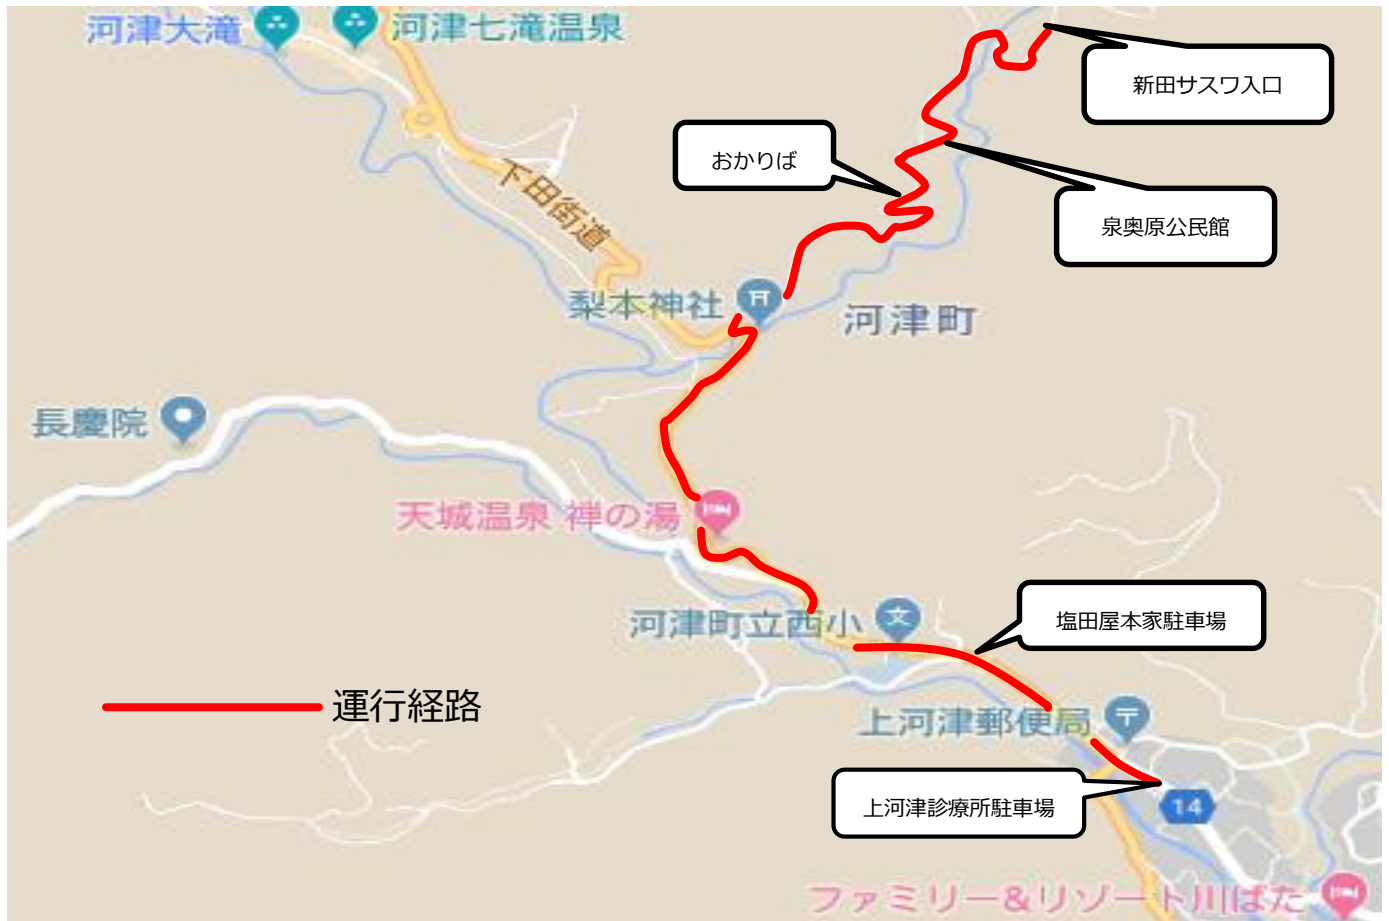 河津大滝
河津七滝温泉
新田サスワ入口
おかりば
下田街道
泉奥原公民館
梨本神社
河津町
長慶院
天城温泉 禅の湯
河津町立西小
塩田屋本家駐車場
運行経路
上河津郵便局
上河津診療所駐車場
14
ファミリー&リゾート川ばた